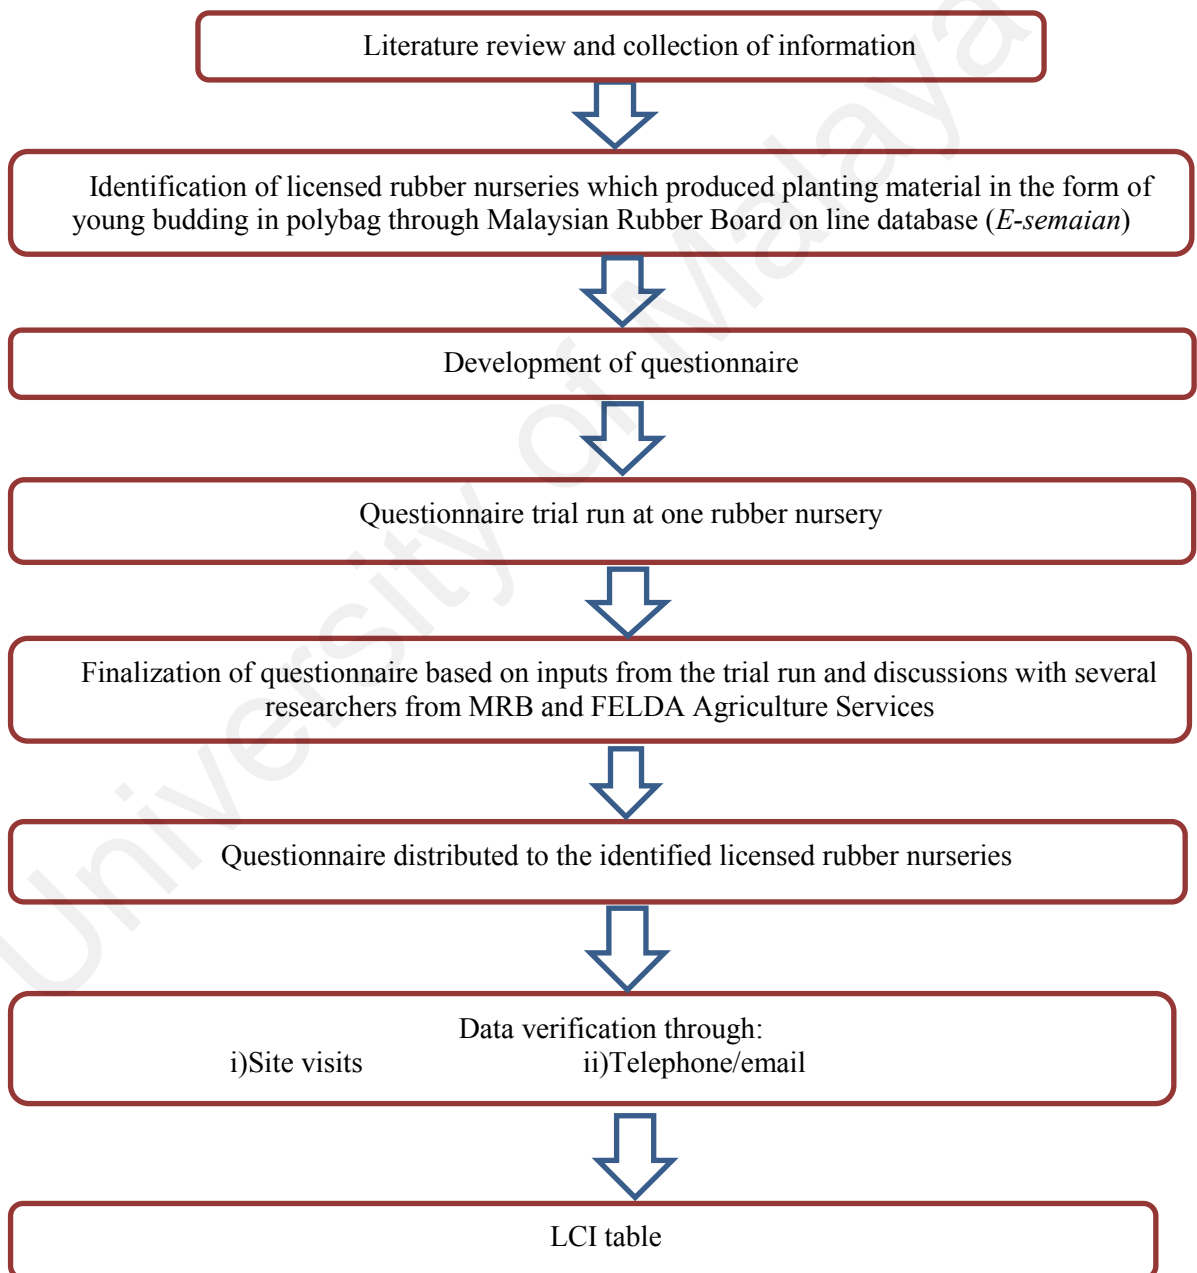 Literature review and collection of information
Identification of licensed rubber nurseries which produced planting material in the form of
young budding in polybag through Malaysian Rubber Board on line database (E-semaian)
Development of questionnaire
Questionnaire trial run at one rubber nursery
Finalization of questionnaire based on inputs from the trial run and discussions with several
researchers from MRB and FELDA Agriculture Services
Questionnaire distributed to the identified licensed rubber nurseries
Data verification through:
i)Site visits ii)Telephone/email
LCI table
University of Malaya